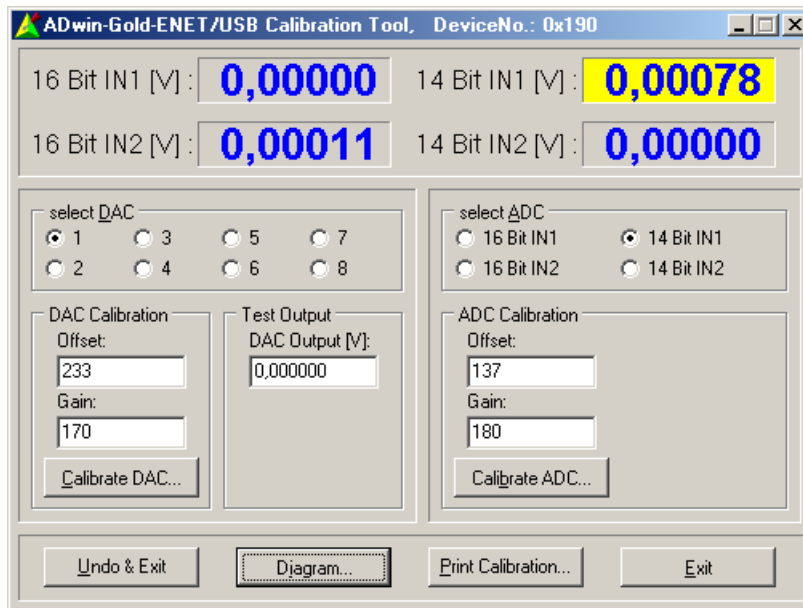 ADwin-Gold-ENET/USB Calibration Tool, DeviceNo.: 0x190
16 Bit IN1 [V] : 0,00000 14 Bit IN1 [V] : 0,00078
16 Bit IN2 [V] : 0,00011 14 Bit IN2 [V] : 0,00000
select DAC
1 3 5 7
2 4 6 8
select ADC
16 Bit IN1 14 Bit IN1
16 Bit IN2 14 Bit IN2
DAC Calibration
Offset:
233
Gain:
170
Calibrate DAC...
Test Output
DAC Output [V]:
0,000000
ADC Calibration
Offset:
137
Gain:
180
Calibrate ADC...
Undo & Exit Diagram... Print Calibration... Exit